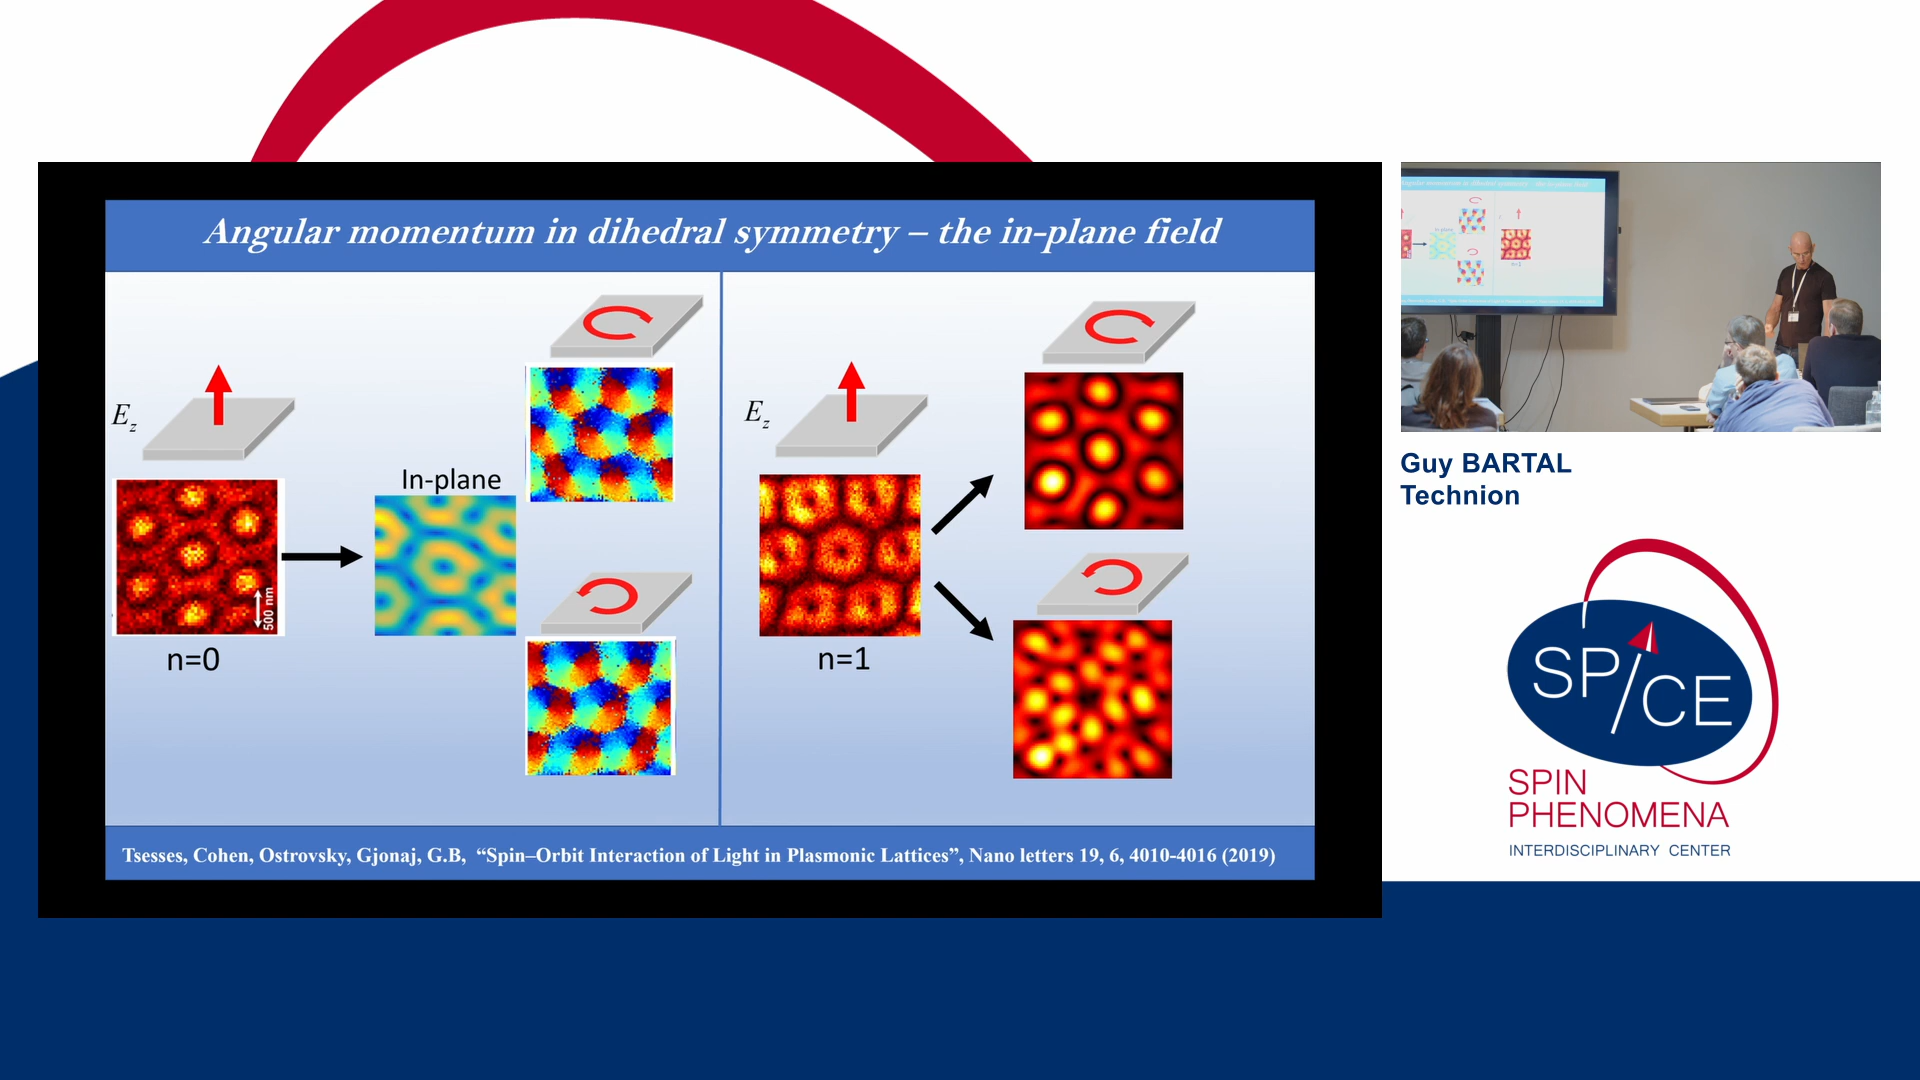 Angular momentum in dihedral symmetry – the in-plane field
E_z
In-plane
500 nm
n=0
E_z
n=1
Tsesses, Cohen, Ostrovsky, Gjonaj, G.B, “Spin–Orbit Interaction of Light in Plasmonic Lattices”, Nano letters 19, 6, 4010-4016 (2019)
Guy BARTAL
Technion
SP/CE
SPIN
PHENOMENA
INTERDISCIPLINARY CENTER